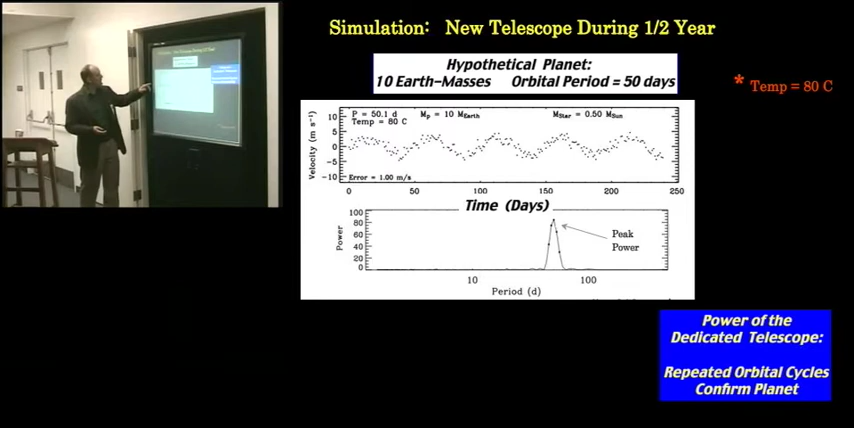 Simulation: New Telescope During 1/2 Year
Hypothetical Planet:
10 Earth-Masses Orbital Period = 50 days
* Temp = 80 C
P = 50.1 d Mp = 10 MEarth MStar = 0.50 MSun
Temp = 80 C
Velocity (m s⁻¹)
10
5
0
-5
-10
Error = 1.00 m/s
0 50 100 150 200 250
Time (Days)
Power
100
80
60
40
20
0
Peak
Power
10 100
Period (d)
Power of the
Dedicated Telescope:
Repeated Orbital Cycles
Confirm Planet